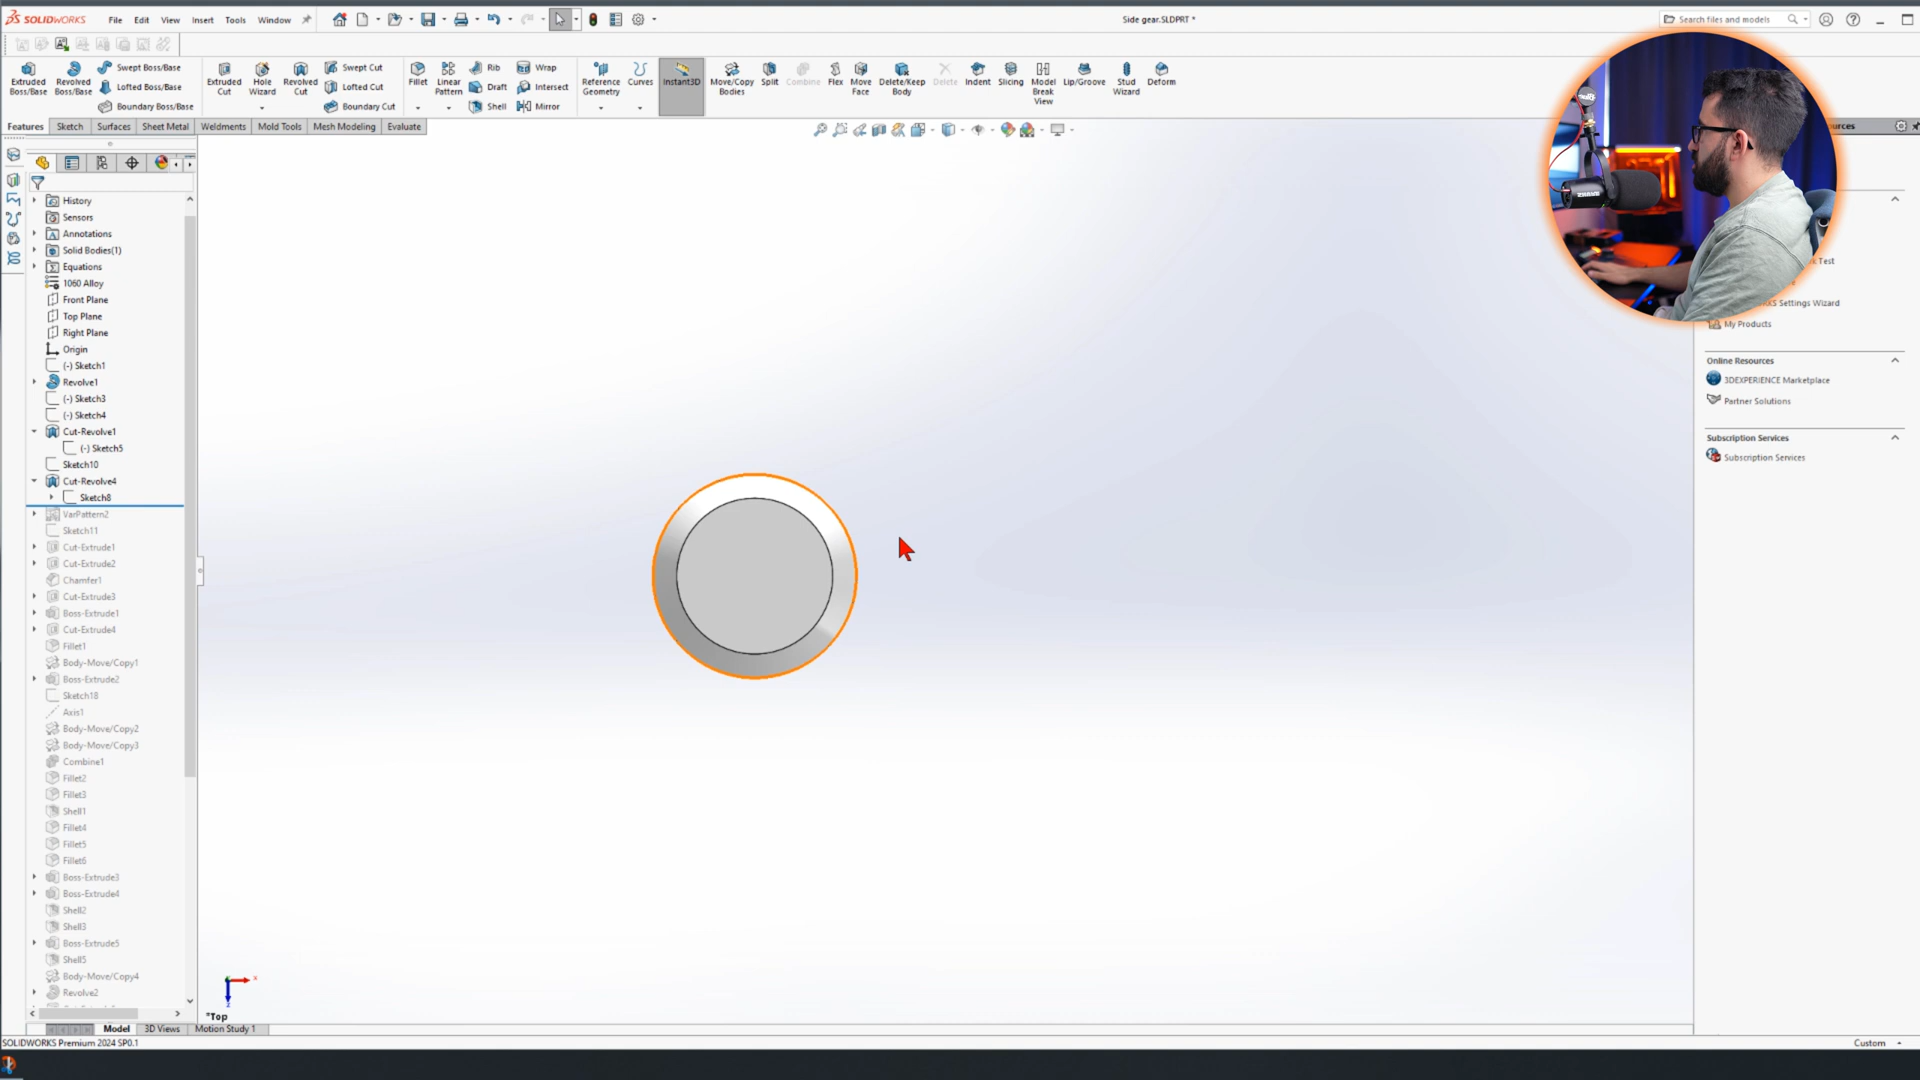 SOLIDWORKS File Edit View Insert Tools Window
Side gear.SLDPRT *
Search files and models
Extruded Boss/Base
Revolved Boss/Base
Swept Boss/Base
Lofted Boss/Base
Boundary Boss/Base
Extruded Cut
Hole Wizard
Revolved Cut
Swept Cut
Lofted Cut
Boundary Cut
Fillet
Linear Pattern
Rib
Draft
Shell
Wrap
Intersect
Mirror
Reference Geometry
Curves
Instant3D
Move/Copy Bodies
Split
Combine
Flex
Move Face
Delete/Keep Body
Delete
Indent
Slicing
Model Break View
Lip/Groove
Stud Wizard
Deform
Features Sketch Surfaces Sheet Metal Weldments Mold Tools Mesh Modeling Evaluate
History
Sensors
Annotations
Solid Bodies(1)
Equations
1060 Alloy
Front Plane
Top Plane
Right Plane
Origin
(-) Sketch1
Revolve1
(-) Sketch3
(-) Sketch4
Cut-Revolve1
(-) Sketch5
Sketch10
Cut-Revolve4
Sketch8
VarPattern2
Sketch11
Cut-Extrude1
Cut-Extrude2
Chamfer1
Cut-Extrude3
Boss-Extrude1
Cut-Extrude4
Fillet1
Body-Move/Copy1
Boss-Extrude2
Sketch18
Axis1
Body-Move/Copy2
Body-Move/Copy3
Combine1
Fillet2
Fillet3
Shell1
Fillet4
Fillet5
Fillet6
Boss-Extrude3
Boss-Extrude4
Shell2
Shell3
Boss-Extrude5
Shell5
Body-Move/Copy4
Revolve2
*Top
Model 3D Views Motion Study 1
SOLIDWORKS Premium 2024 SP0.1
Custom
urces
k Test
KS Settings Wizard
My Products
Online Resources
3DEXPERIENCE Marketplace
Partner Solutions
Subscription Services
Subscription Services